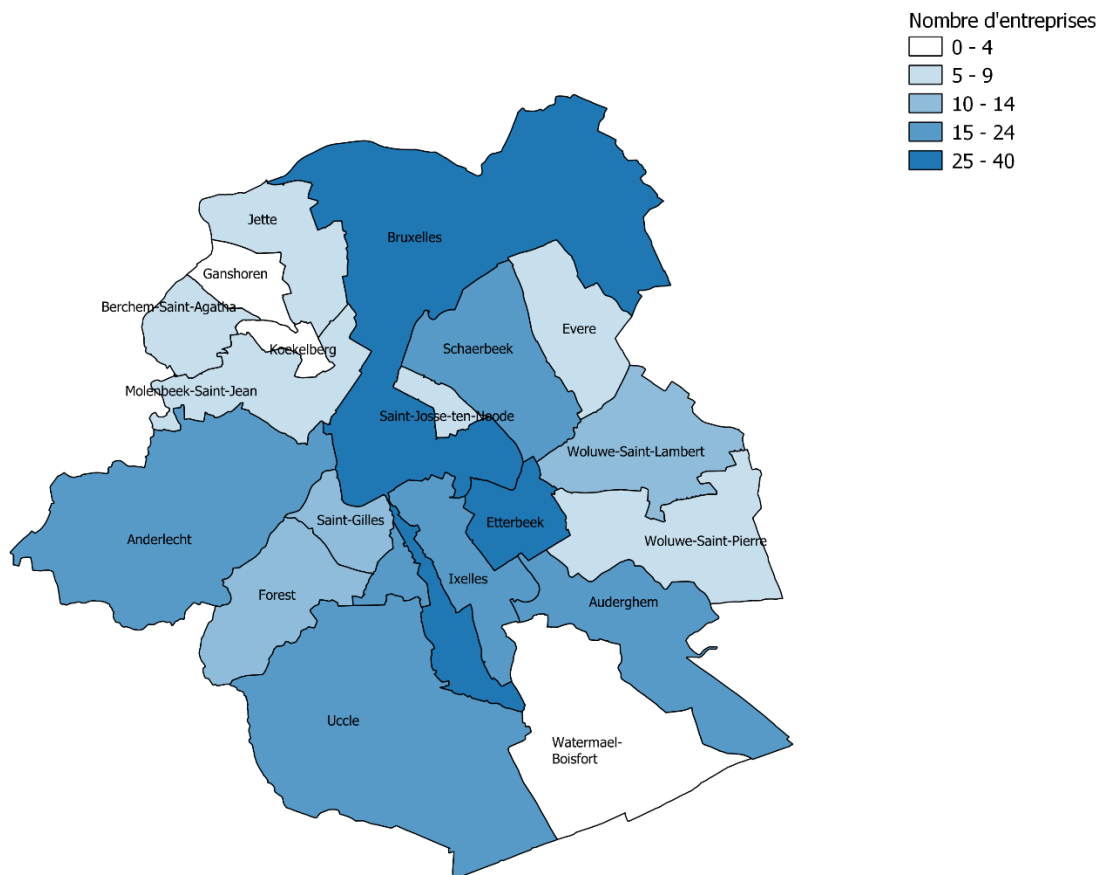 Nombre d'entreprises
0 - 4
5 - 9
10 - 14
15 - 24
25 - 40
Jette
Bruxelles
Ganshoren
Berchem-Saint-Agatha
Evere
Koekelberg
Schaerbeek
Molenbeek-Saint-Jean
Saint-Josse-ten-Noode
Woluwe-Saint-Lambert
Saint-Gilles
Etterbeek
Anderlecht
Woluwe-Saint-Pierre
Ixelles
Forest
Auderghem
Uccle
Watermael-
Boisfort